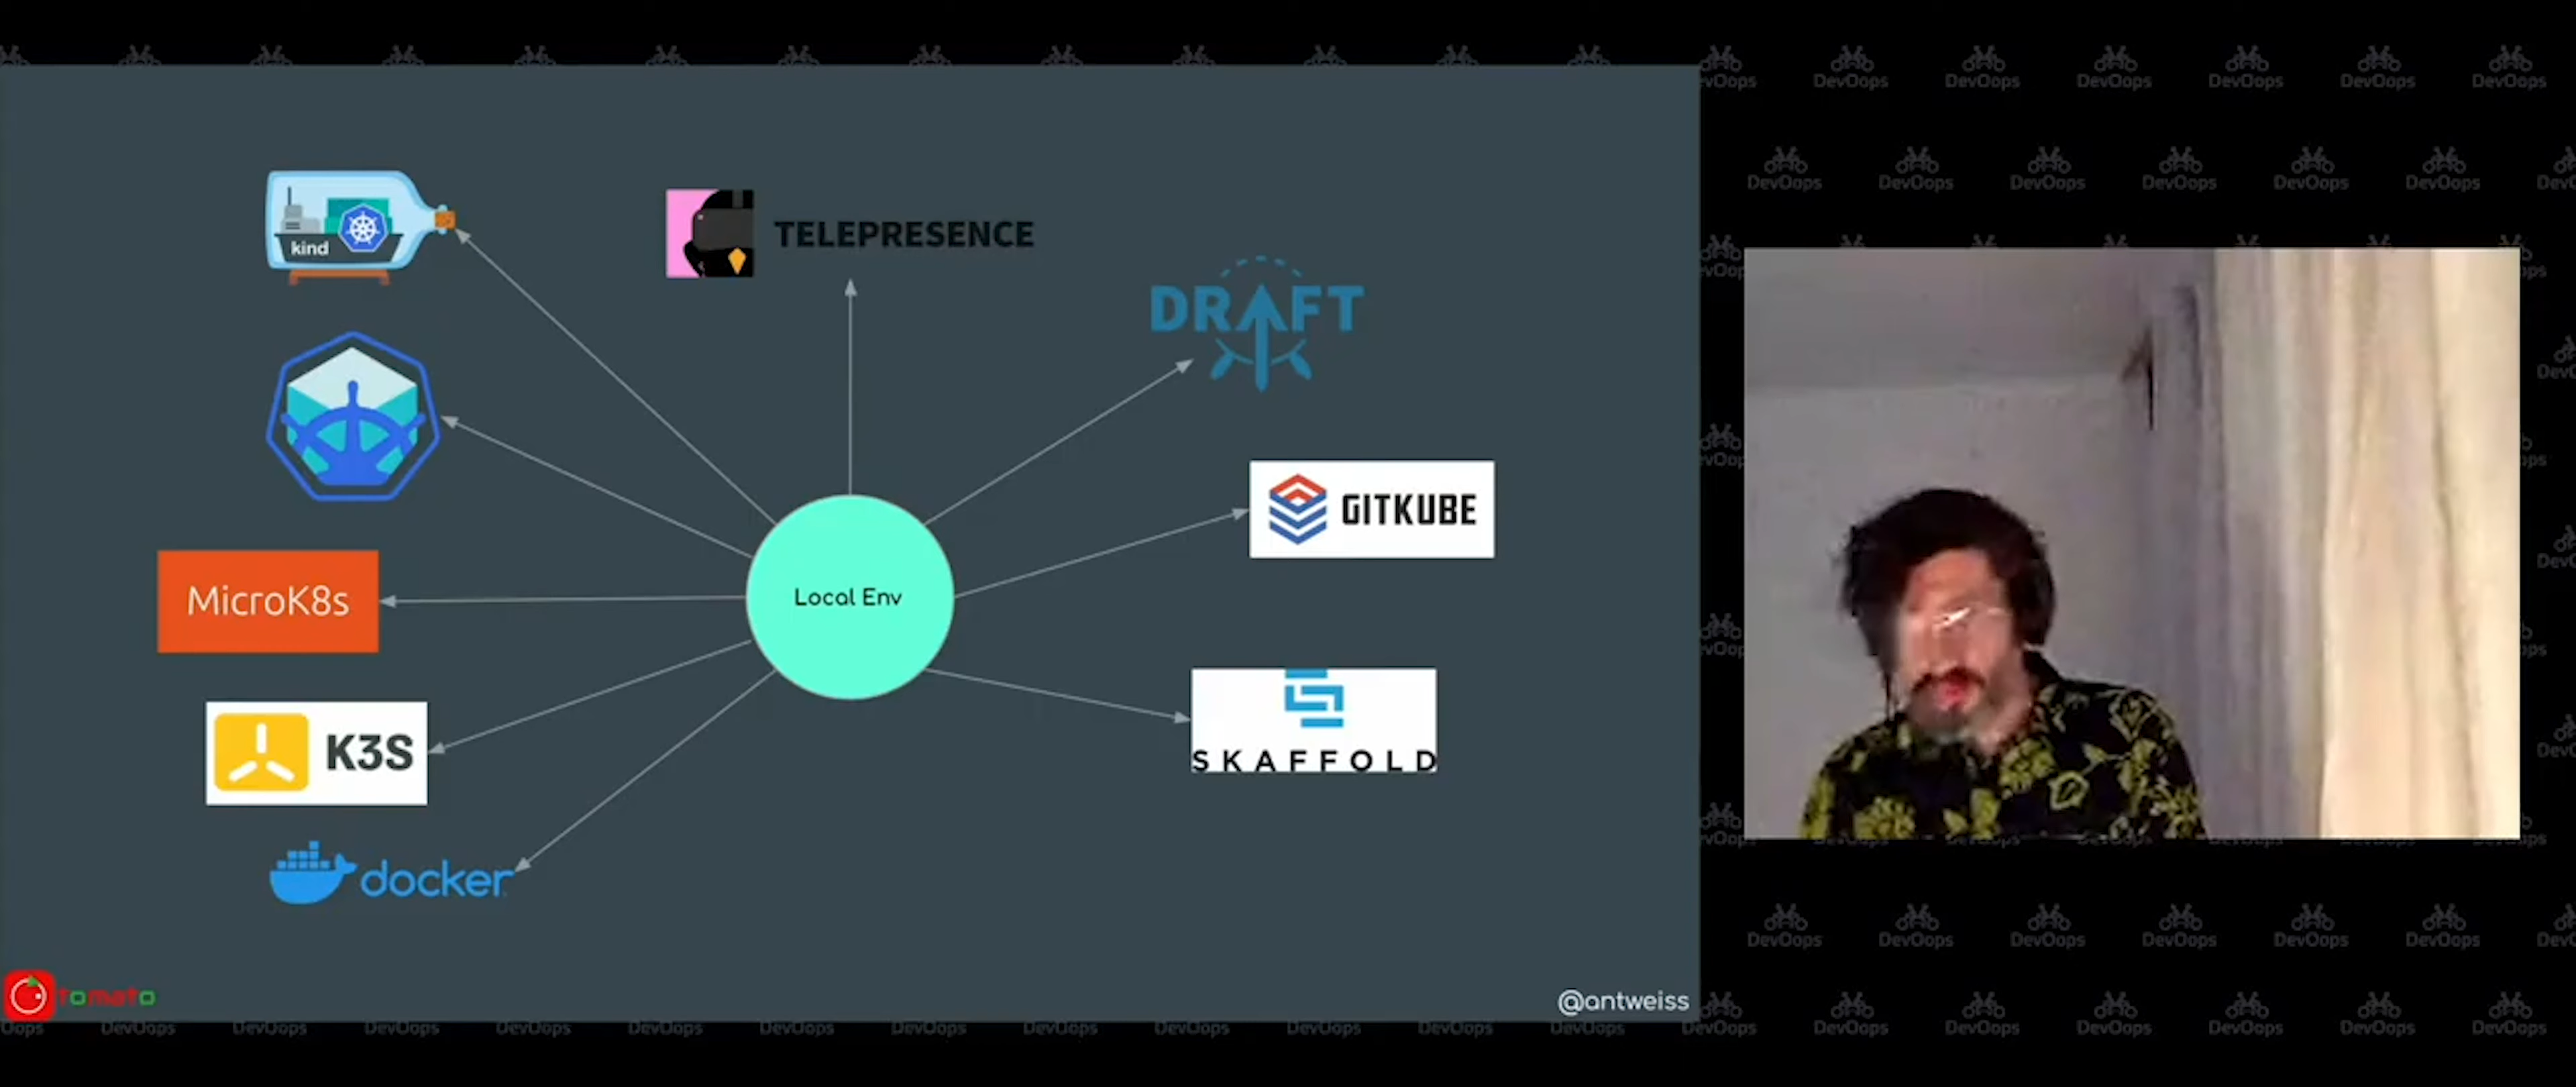 kind
TELEPRESENCE
DRAFT
GITKUBE
Local Env
MicroK8s
K3S
SKAFFOLD
docker
tomato
@antweiss
DevOops